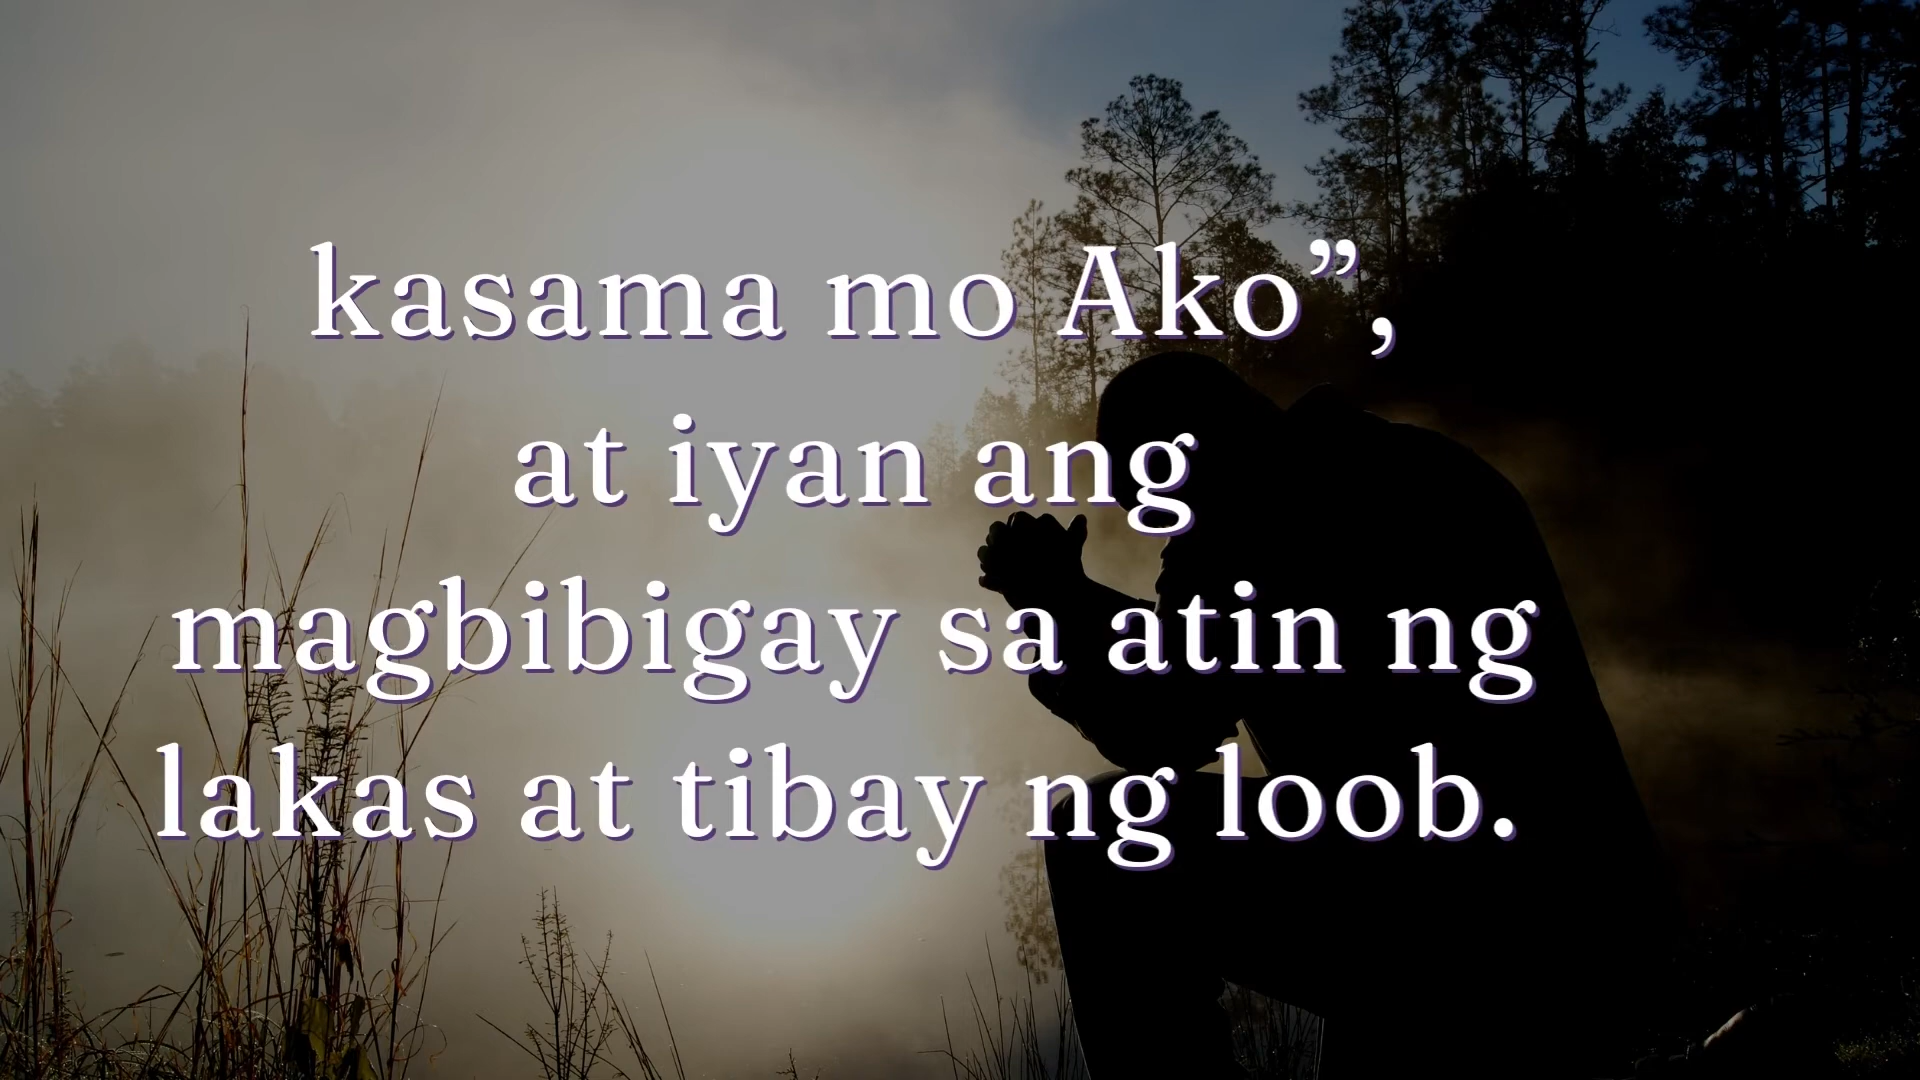 kasama mo Ako”,
at iyan ang
magbibigay sa atin ng
lakas at tibay ng loob.